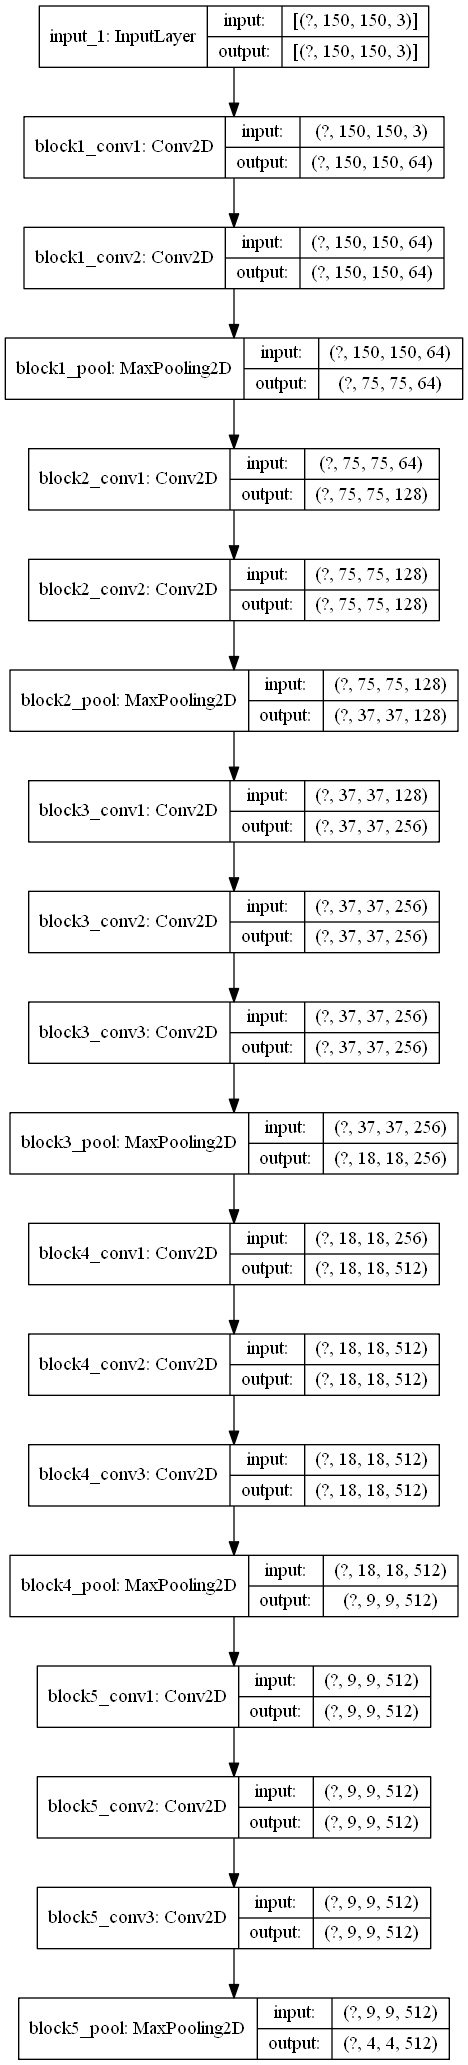 input_1: InputLayer
input:
[(?, 150, 150, 3)]
output:
[(?, 150, 150, 3)]
block1_conv1: Conv2D
input:
(?, 150, 150, 3)
output:
(?, 150, 150, 64)
block1_conv2: Conv2D
input:
(?, 150, 150, 64)
output:
(?, 150, 150, 64)
block1_pool: MaxPooling2D
input:
(?, 150, 150, 64)
output:
(?, 75, 75, 64)
block2_conv1: Conv2D
input:
(?, 75, 75, 64)
output:
(?, 75, 75, 128)
block2_conv2: Conv2D
input:
(?, 75, 75, 128)
output:
(?, 75, 75, 128)
block2_pool: MaxPooling2D
input:
(?, 75, 75, 128)
output:
(?, 37, 37, 128)
block3_conv1: Conv2D
input:
(?, 37, 37, 128)
output:
(?, 37, 37, 256)
block3_conv2: Conv2D
input:
(?, 37, 37, 256)
output:
(?, 37, 37, 256)
block3_conv3: Conv2D
input:
(?, 37, 37, 256)
output:
(?, 37, 37, 256)
block3_pool: MaxPooling2D
input:
(?, 37, 37, 256)
output:
(?, 18, 18, 256)
block4_conv1: Conv2D
input:
(?, 18, 18, 256)
output:
(?, 18, 18, 512)
block4_conv2: Conv2D
input:
(?, 18, 18, 512)
output:
(?, 18, 18, 512)
block4_conv3: Conv2D
input:
(?, 18, 18, 512)
output:
(?, 18, 18, 512)
block4_pool: MaxPooling2D
input:
(?, 18, 18, 512)
output:
(?, 9, 9, 512)
block5_conv1: Conv2D
input:
(?, 9, 9, 512)
output:
(?, 9, 9, 512)
block5_conv2: Conv2D
input:
(?, 9, 9, 512)
output:
(?, 9, 9, 512)
block5_conv3: Conv2D
input:
(?, 9, 9, 512)
output:
(?, 9, 9, 512)
block5_pool: MaxPooling2D
input:
(?, 9, 9, 512)
output:
(?, 4, 4, 512)